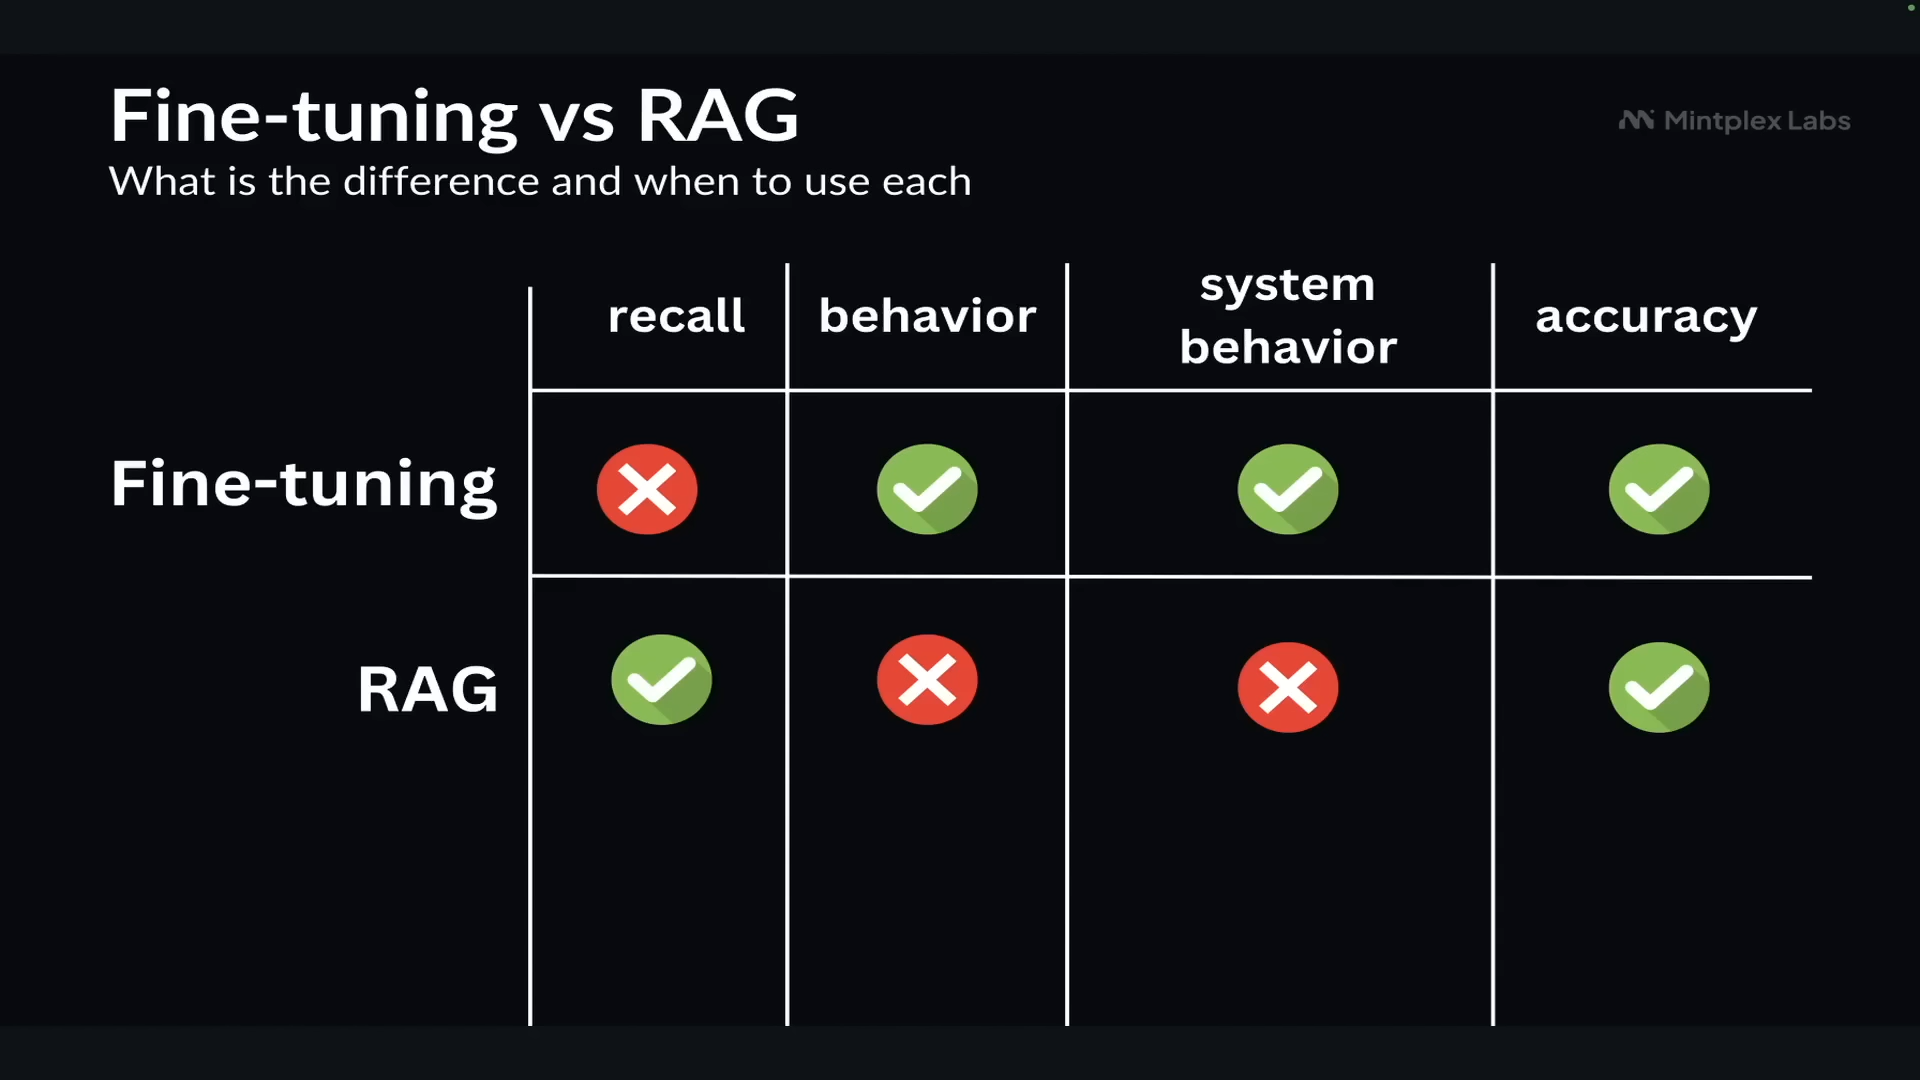 Fine-tuning vs RAG
What is the difference and when to use each
Mintplex Labs
recall
behavior
system
behavior
accuracy
Fine-tuning
RAG